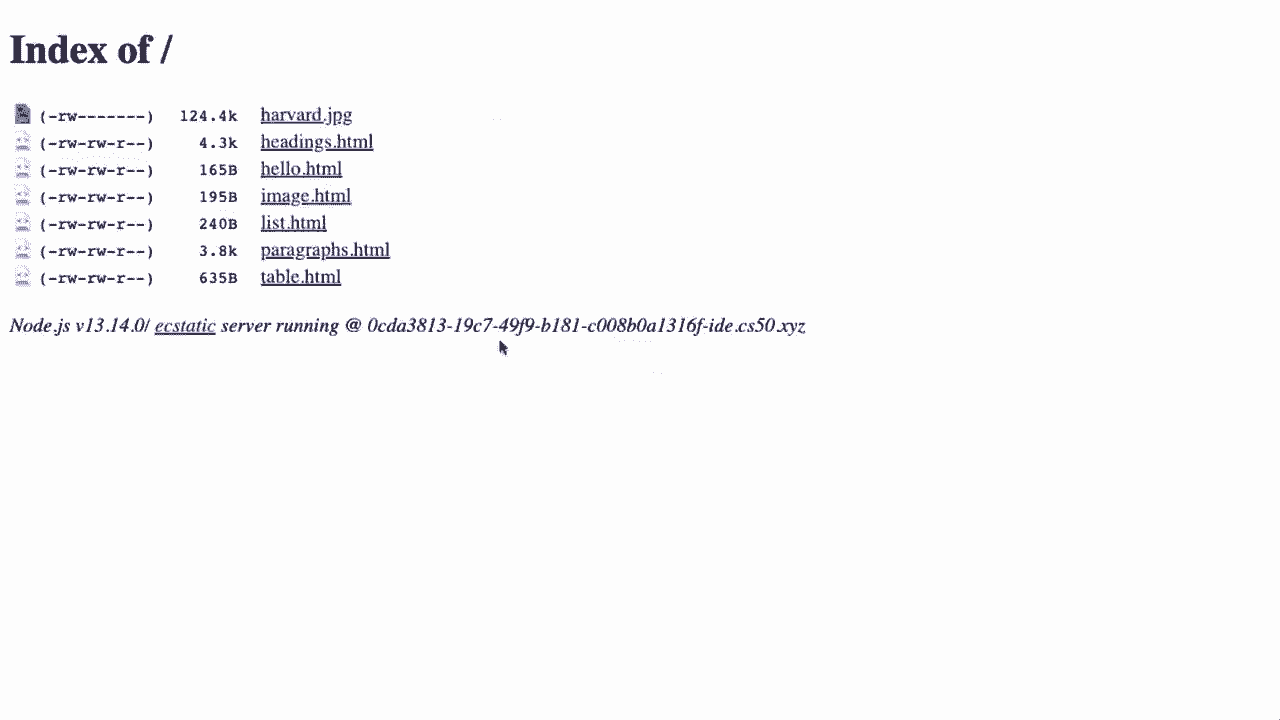 Index of /
(-rw-------) 124.4k harvard.jpg
(-rw-rw-r--) 4.3k headings.html
(-rw-rw-r--) 165B hello.html
(-rw-rw-r--) 195B image.html
(-rw-rw-r--) 240B list.html
(-rw-rw-r--) 3.8k paragraphs.html
(-rw-rw-r--) 635B table.html
Node.js v13.14.0/ ecstatic server running @ 0cda3813-19c7-49f9-b181-c008b0a1316f-ide.cs50.xyz